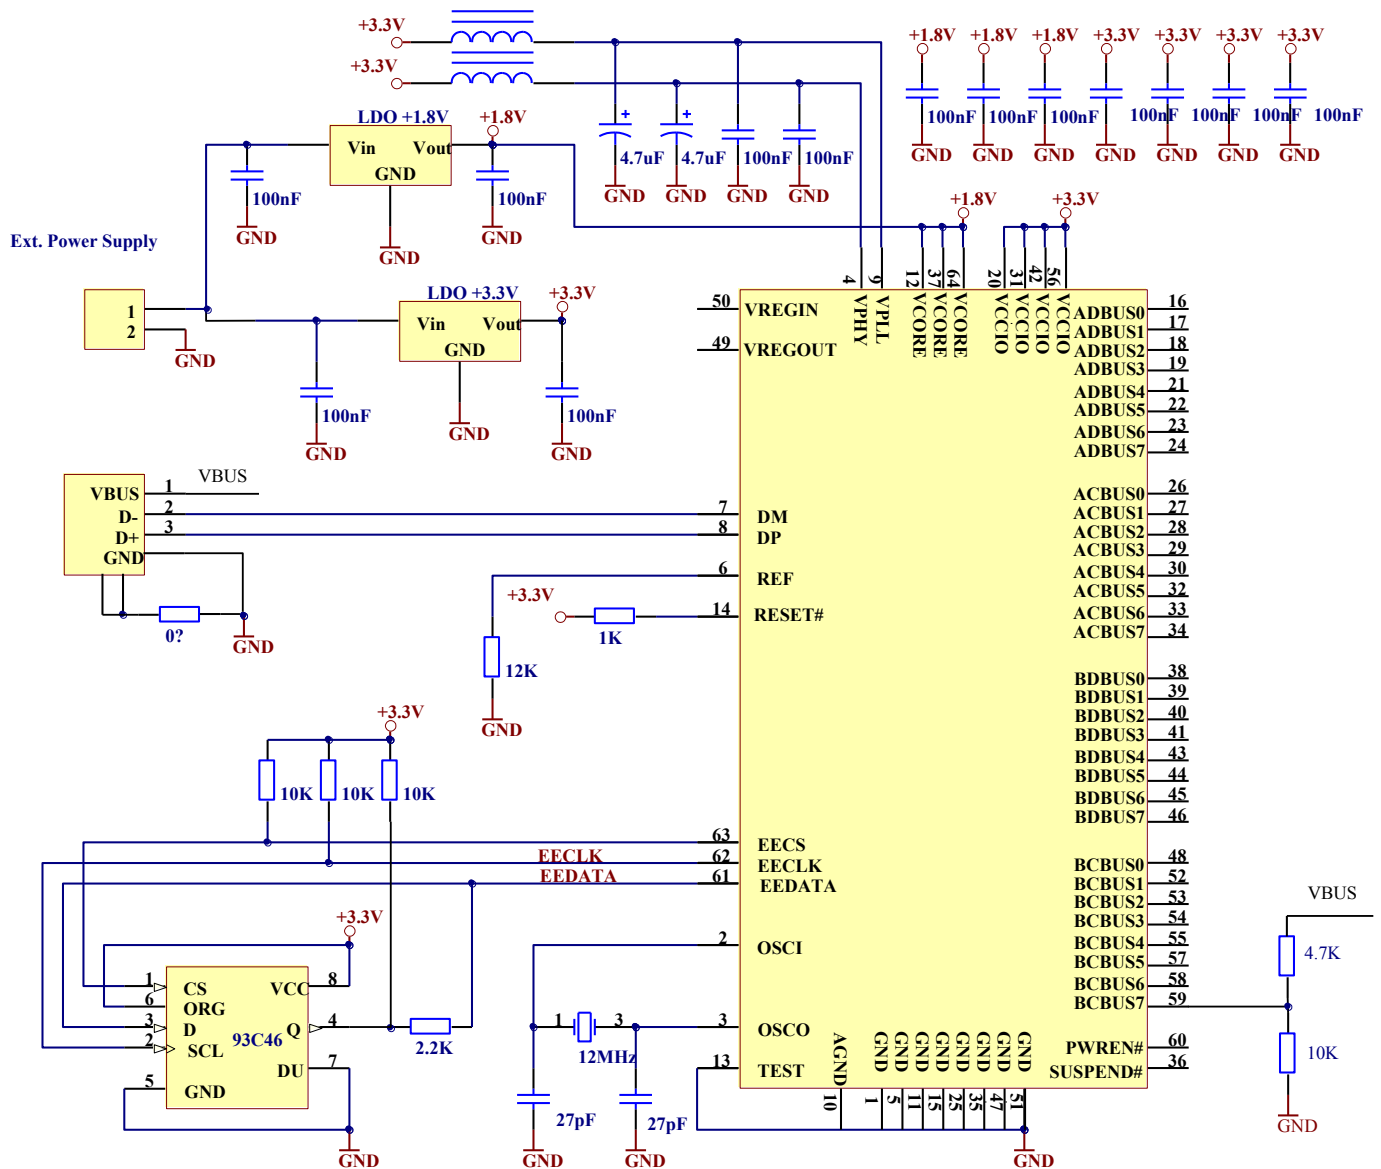 +3.3V
+3.3V
4.7uF 4.7uF 100nF 100nF
GND GND GND GND
+1.8V +1.8V +1.8V +3.3V +3.3V +3.3V +3.3V
100nF 100nF 100nF 100nF 100nF 100nF 100nF
GND GND GND GND GND GND GND
LDO +1.8V
+1.8V
Vin Vout
GND
100nF
100nF
GND
GND
GND
Ext. Power Supply
1
2
GND
LDO +3.3V
+3.3V
Vin Vout
GND
100nF
100nF
GND
GND
GND
+1.8V
+3.3V
4 9 12 37 64 20 31 42 56
VPHY VPLL VCORE VCORE VCORE VCCIO VCCIO VCCIO VCCIO
50 VREGIN
49 VREGOUT
ADBUS0 16
ADBUS1 17
ADBUS2 18
ADBUS3 19
ADBUS4 21
ADBUS5 22
ADBUS6 23
ADBUS7 24
ACBUS0 26
ACBUS1 27
ACBUS2 28
ACBUS3 29
ACBUS4 30
ACBUS5 32
ACBUS6 33
ACBUS7 34
BDBUS0 38
BDBUS1 39
BDBUS2 40
BDBUS3 41
BDBUS4 43
BDBUS5 44
BDBUS6 45
BDBUS7 46
BCBUS0 48
BCBUS1 52
BCBUS2 53
BCBUS3 54
BCBUS4 55
BCBUS5 57
BCBUS6 58
BCBUS7 59
PWREN# 60
SUSPEND# 36
VBUS
4.7K
10K
GND
VBUS 1 VBUS
D- 2
D+ 3
GND
0?
GND
7 DM
8 DP
6 REF
+3.3V
1K
14 RESET#
12K
GND
+3.3V
10K 10K 10K
63 EECS
EECLK 62 EECLK
EEDATA 61 EEDATA
+3.3V
1 CS VCC 8
6 ORG
3 D Q 4
93C46
2 SCL
DU 7
5 GND
2.2K
GND
2 OSCI
1 3
12MHz
3 OSCO
13 TEST
27pF 27pF
GND GND
AGND GND GND GND GND GND GND GND GND
10 1 5 11 15 25 35 47 51
GND